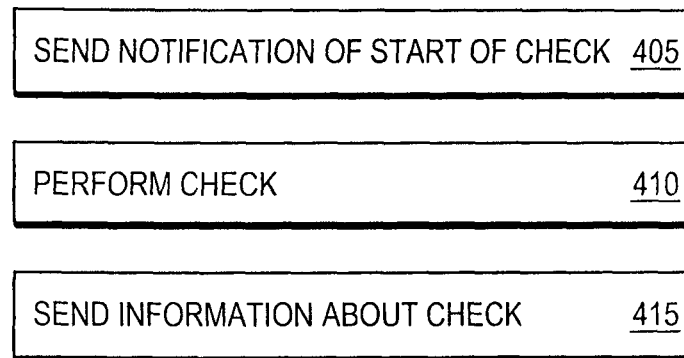 SEND NOTIFICATION OF START OF CHECK 405
PERFORM CHECK 410
SEND INFORMATION ABOUT CHECK 415